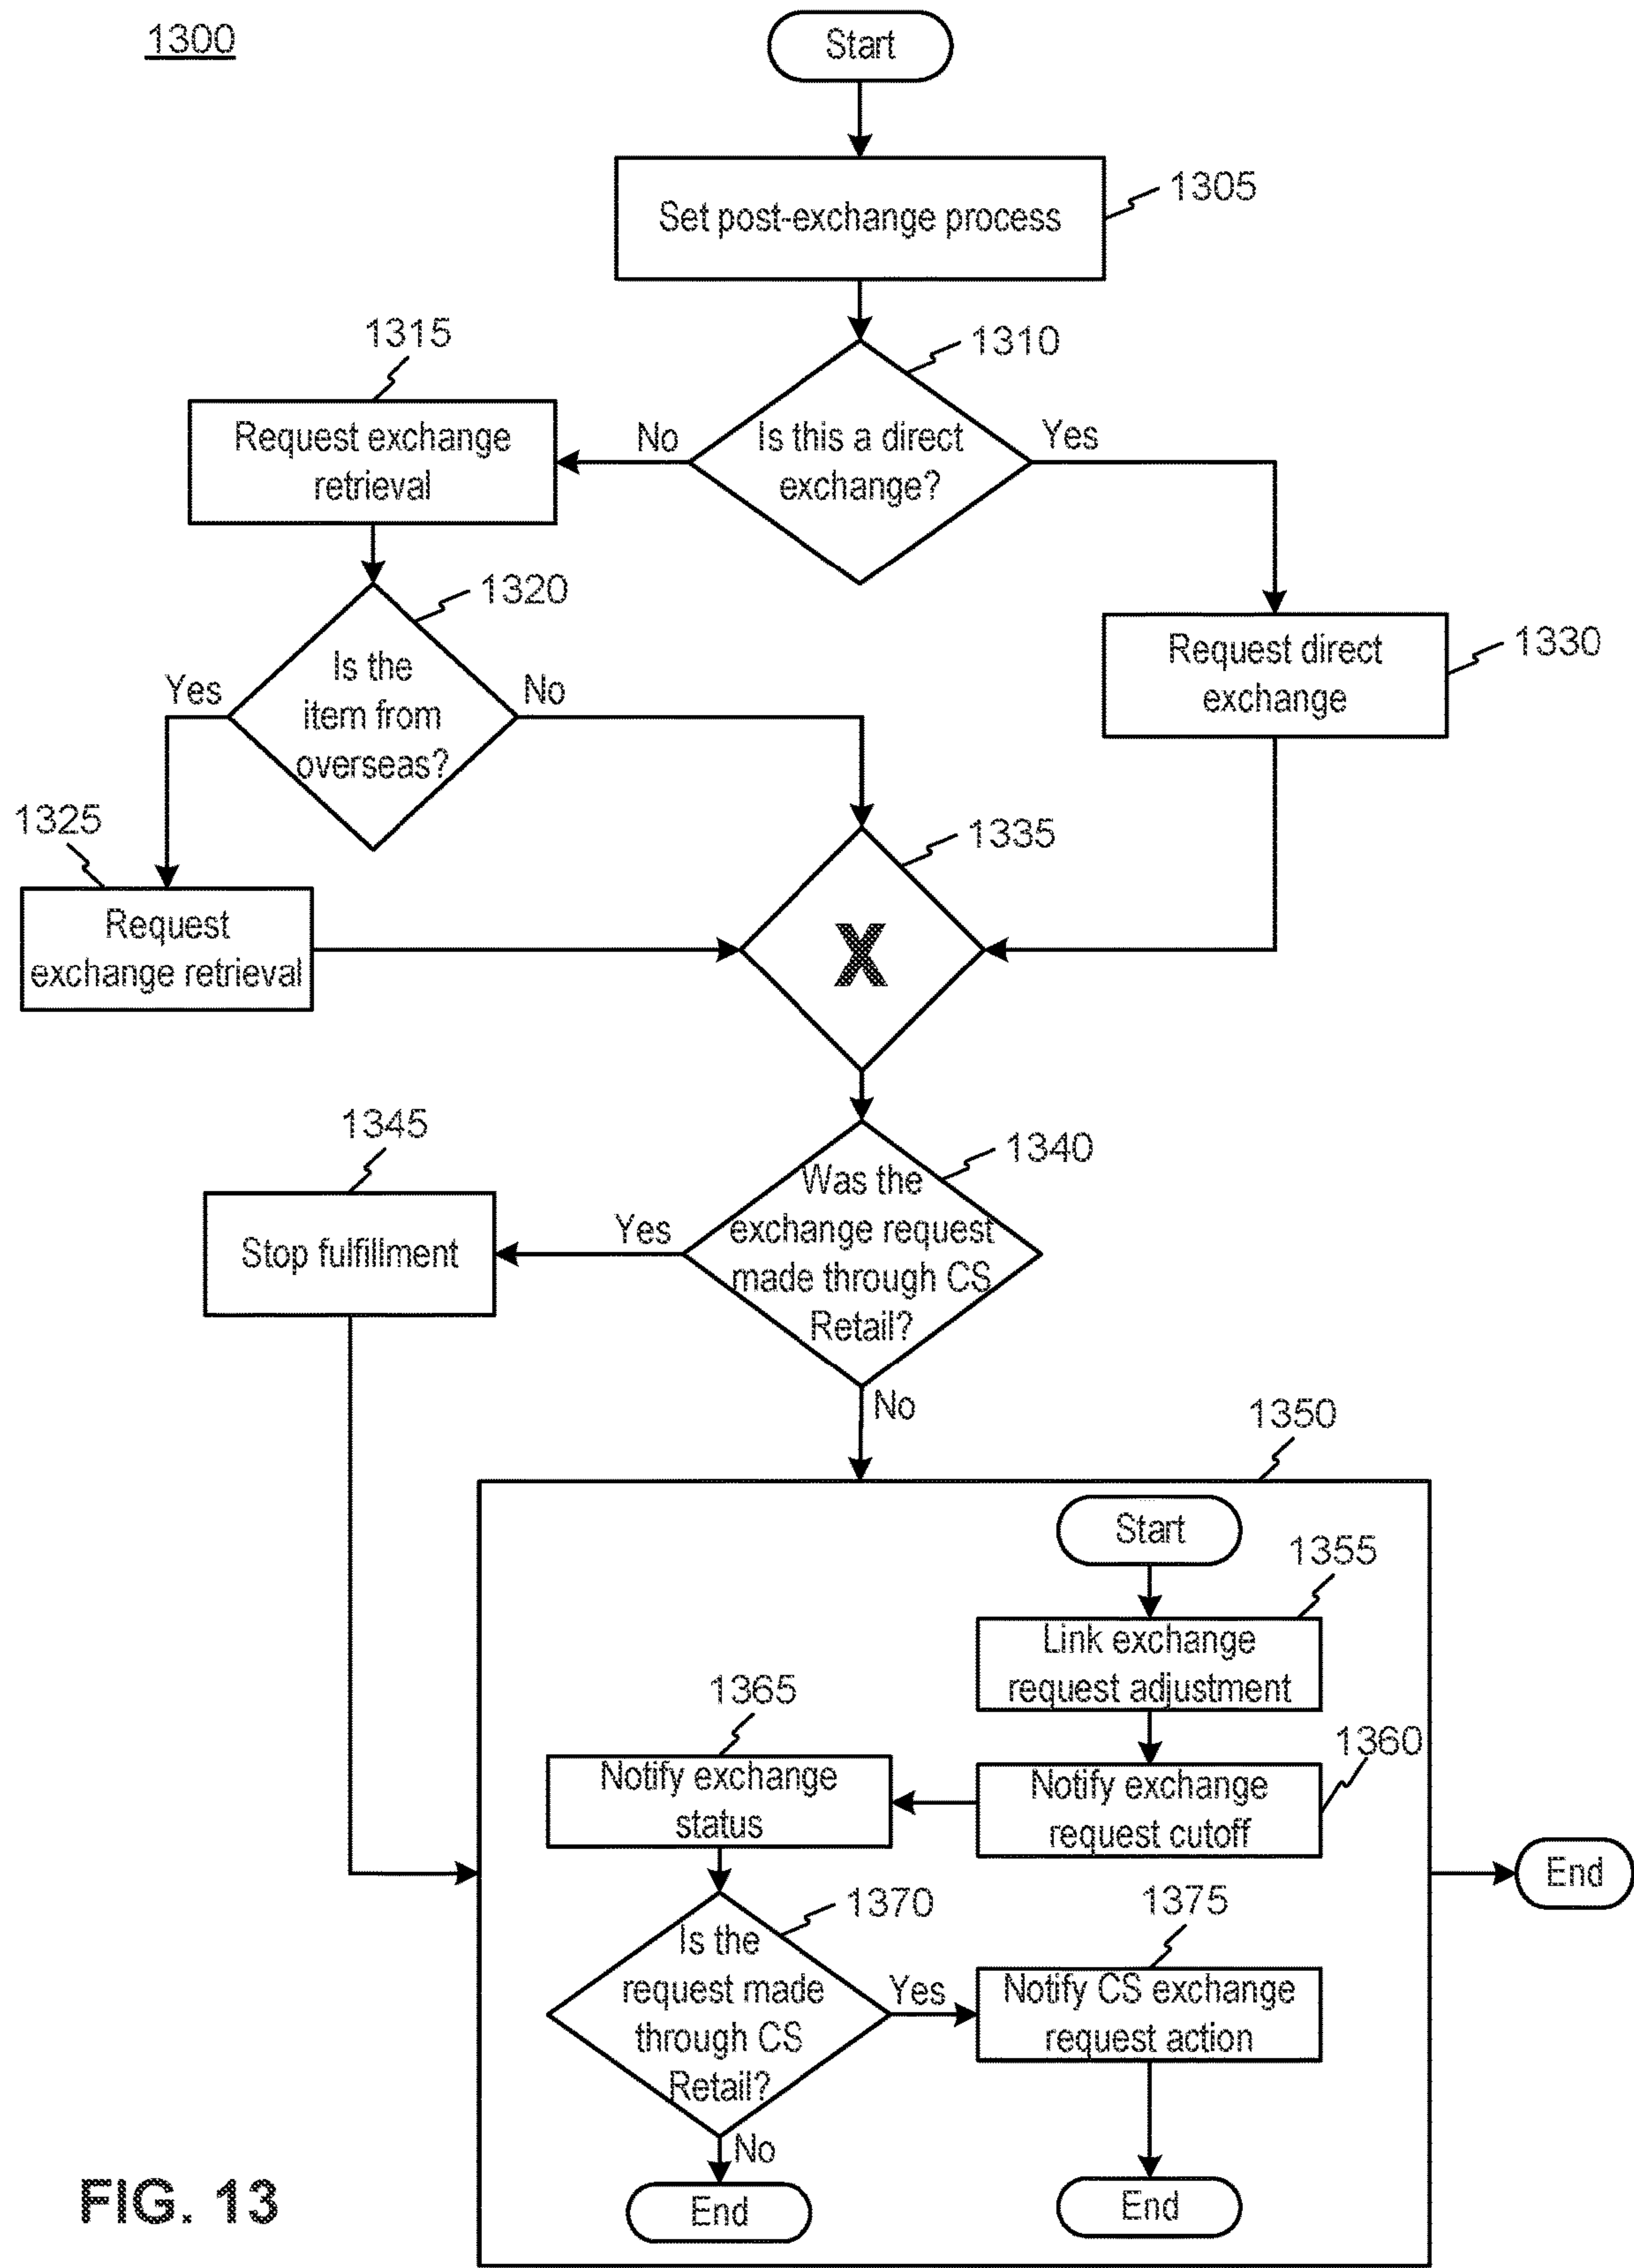 1300
Start
Set post-exchange process
1305
1310
Is this a direct
exchange?
No
Yes
1315
Request exchange
retrieval
1320
Is the
item from
overseas?
Yes
No
1330
Request direct
exchange
1325
Request
exchange retrieval
1335
X
1340
Was the
exchange request
made through CS
Retail?
Yes
No
1345
Stop fulfillment
1350
Start
1355
Link exchange
request adjustment
1360
Notify exchange
request cutoff
1365
Notify exchange
status
1370
Is the
request made
through CS
Retail?
Yes
No
1375
Notify CS exchange
request action
End
End
End
FIG. 13